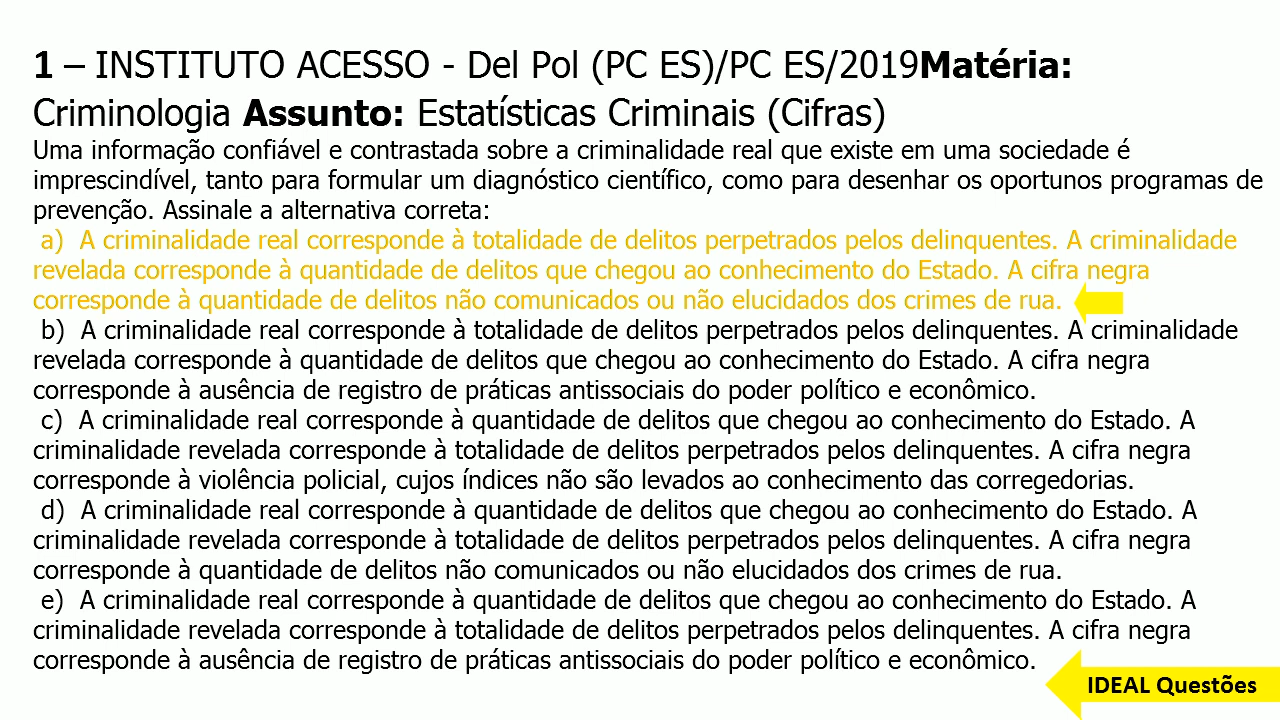 1 – INSTITUTO ACESSO - Del Pol (PC ES)/PC ES/2019Matéria:
Criminologia Assunto: Estatísticas Criminais (Cifras)
Uma informação confiável e contrastada sobre a criminalidade real que existe em uma sociedade é
imprescindível, tanto para formular um diagnóstico científico, como para desenhar os oportunos programas de
prevenção. Assinale a alternativa correta:
a) A criminalidade real corresponde à totalidade de delitos perpetrados pelos delinquentes. A criminalidade
revelada corresponde à quantidade de delitos que chegou ao conhecimento do Estado. A cifra negra
corresponde à quantidade de delitos não comunicados ou não elucidados dos crimes de rua.
b) A criminalidade real corresponde à totalidade de delitos perpetrados pelos delinquentes. A criminalidade
revelada corresponde à quantidade de delitos que chegou ao conhecimento do Estado. A cifra negra
corresponde à ausência de registro de práticas antissociais do poder político e econômico.
c) A criminalidade real corresponde à quantidade de delitos que chegou ao conhecimento do Estado. A
criminalidade revelada corresponde à totalidade de delitos perpetrados pelos delinquentes. A cifra negra
corresponde à violência policial, cujos índices não são levados ao conhecimento das corregedorias.
d) A criminalidade real corresponde à quantidade de delitos que chegou ao conhecimento do Estado. A
criminalidade revelada corresponde à totalidade de delitos perpetrados pelos delinquentes. A cifra negra
corresponde à quantidade de delitos não comunicados ou não elucidados dos crimes de rua.
e) A criminalidade real corresponde à quantidade de delitos que chegou ao conhecimento do Estado. A
criminalidade revelada corresponde à totalidade de delitos perpetrados pelos delinquentes. A cifra negra
corresponde à ausência de registro de práticas antissociais do poder político e econômico.
IDEAL Questões